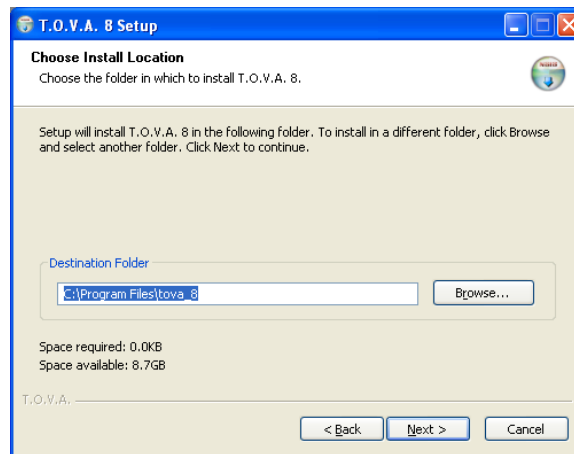 T.O.V.A. 8 Setup
Choose Install Location
Choose the folder in which to install T.O.V.A. 8.
Setup will install T.O.V.A. 8 in the following folder. To install in a different folder, click Browse
and select another folder. Click Next to continue.
Destination Folder
C:\Program Files\tova_8
Browse...
Space required: 0.0KB
Space available: 8.7GB
T.O.V.A.
< Back
Next >
Cancel